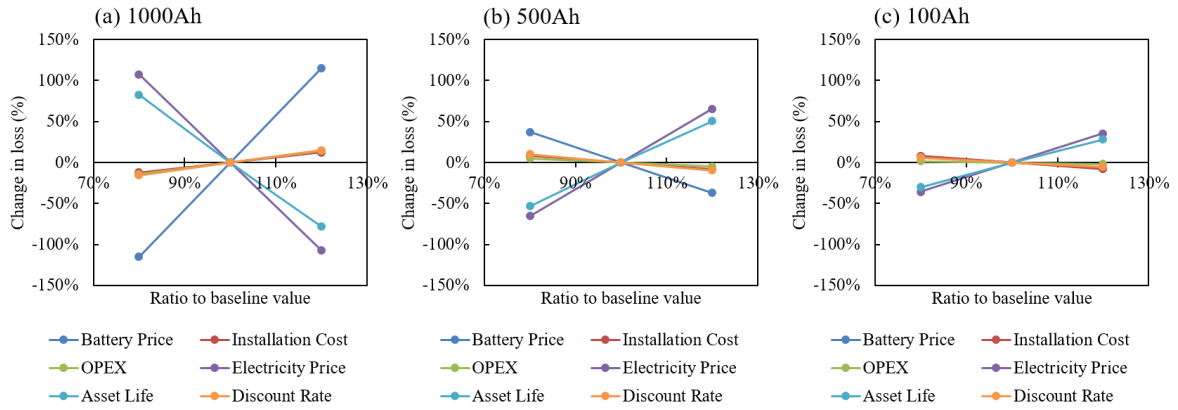 (a) 1000Ah
150%
100%
50%
0%
-50%
-100%
-150%
70%
90%
110%
130%
Change in loss (%)
Ratio to baseline value
Battery Price
Installation Cost
OPEX
Electricity Price
Asset Life
Discount Rate
(b) 500Ah
150%
100%
50%
0%
-50%
-100%
-150%
70%
90%
110%
130%
Change in loss (%)
Ratio to baseline value
Battery Price
Installation Cost
OPEX
Electricity Price
Asset Life
Discount Rate
(c) 100Ah
150%
100%
50%
0%
-50%
-100%
-150%
70%
90%
110%
130%
Change in loss (%)
Ratio to baseline value
Battery Price
Installation Cost
OPEX
Electricity Price
Asset Life
Discount Rate